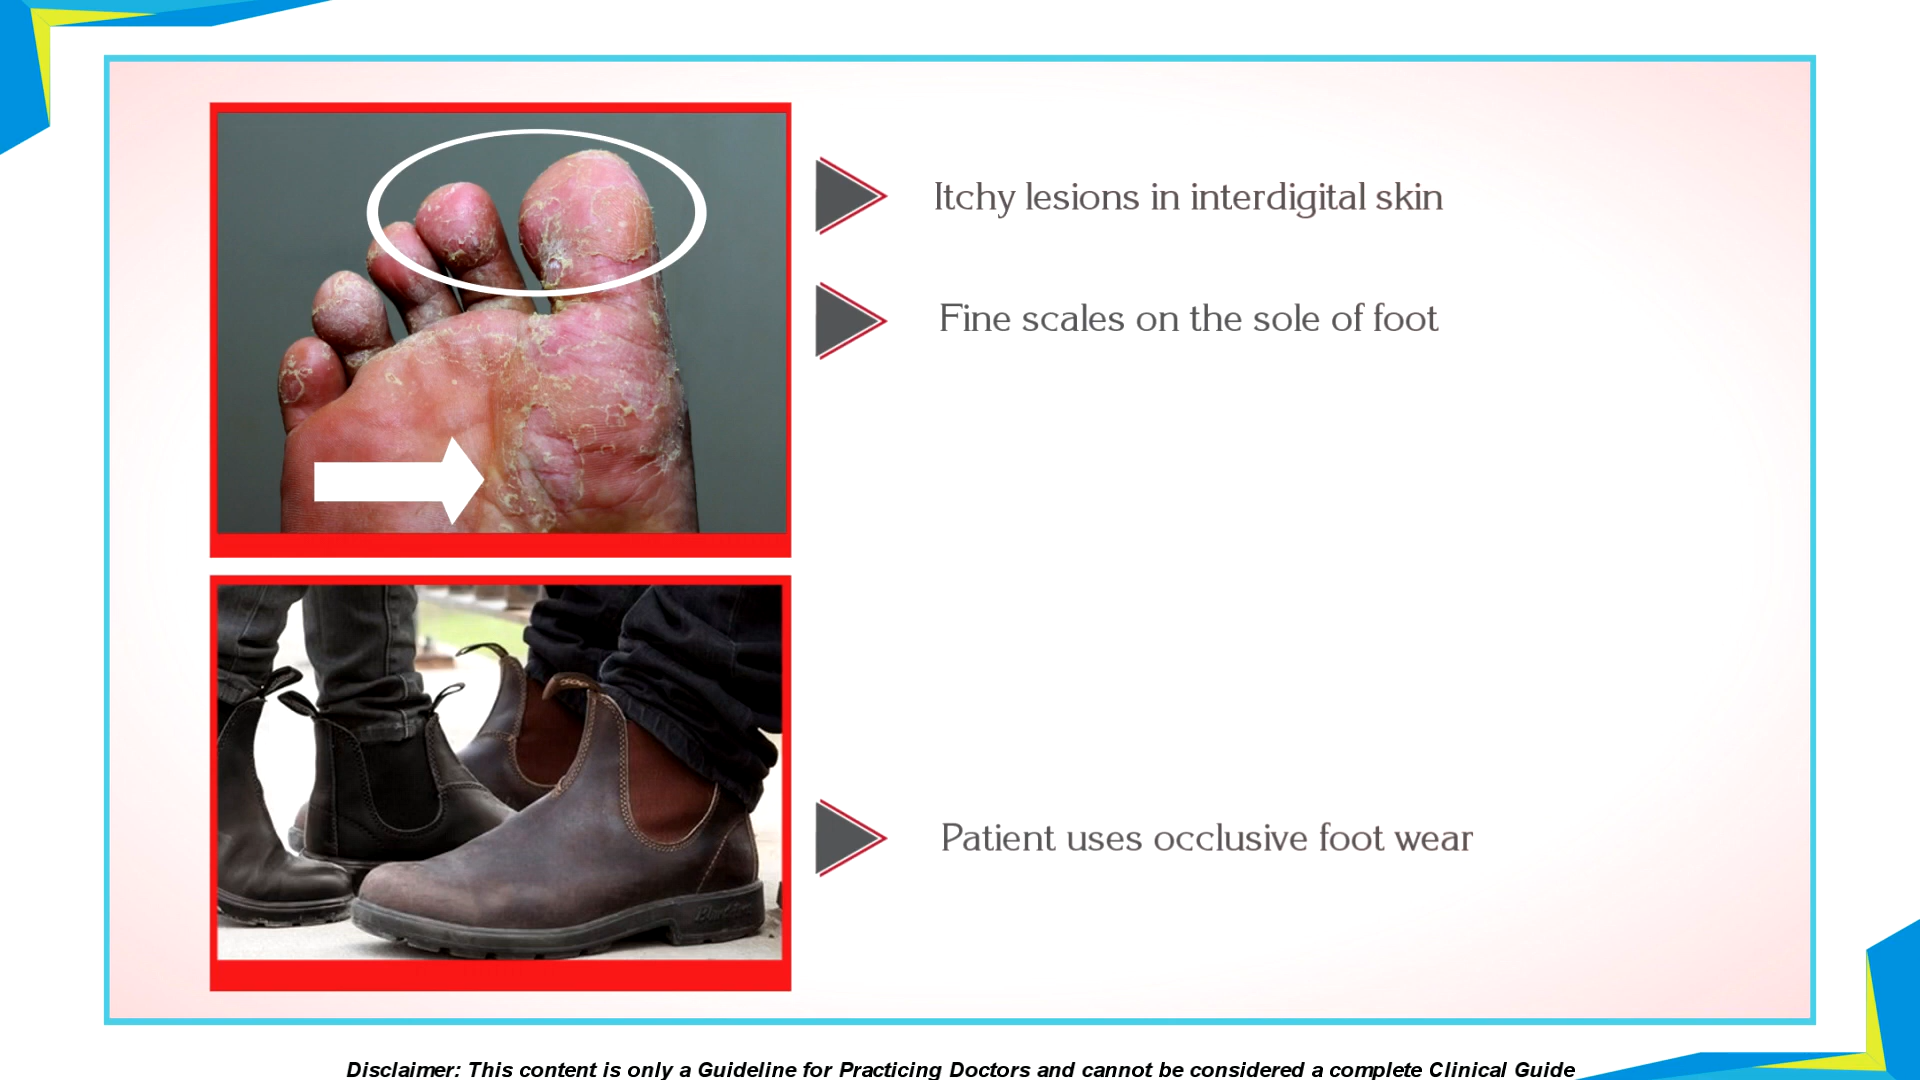 Itchy lesions in interdigital skin
Fine scales on the sole of foot
Patient uses occlusive foot wear
Disclaimer: This content is only a Guideline for Practicing Doctors and cannot be considered a complete Clinical Guide